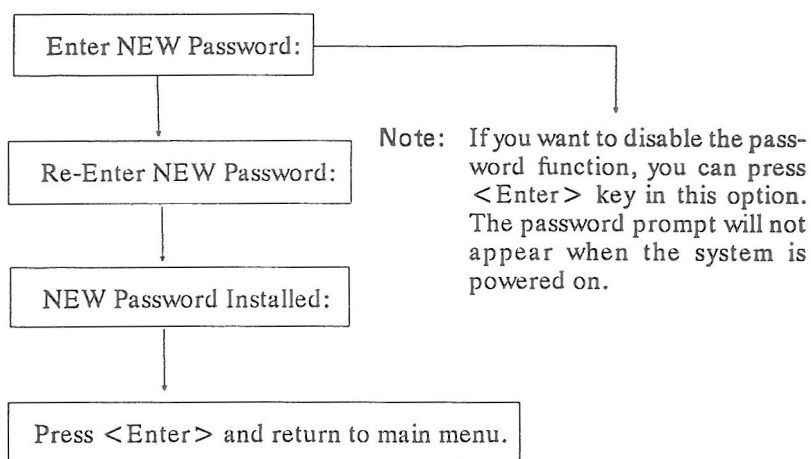 Enter NEW Password:
Re-Enter NEW Password:
NEW Password Installed:
Press <Enter> and return to main menu.
Note: If you want to disable the pass-
word function, you can press
<Enter> key in this option.
The password prompt will not
appear when the system is
powered on.